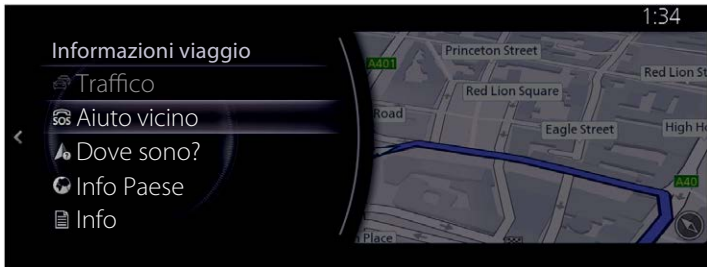 1:34
Informazioni viaggio
Traffico
SOS Aiuto vicino
Dove sono?
Info Paese
Info
Princeton Street
A401
Red Lion St
Red Lion Square
Road
Eagle Street
High H
A40
Place